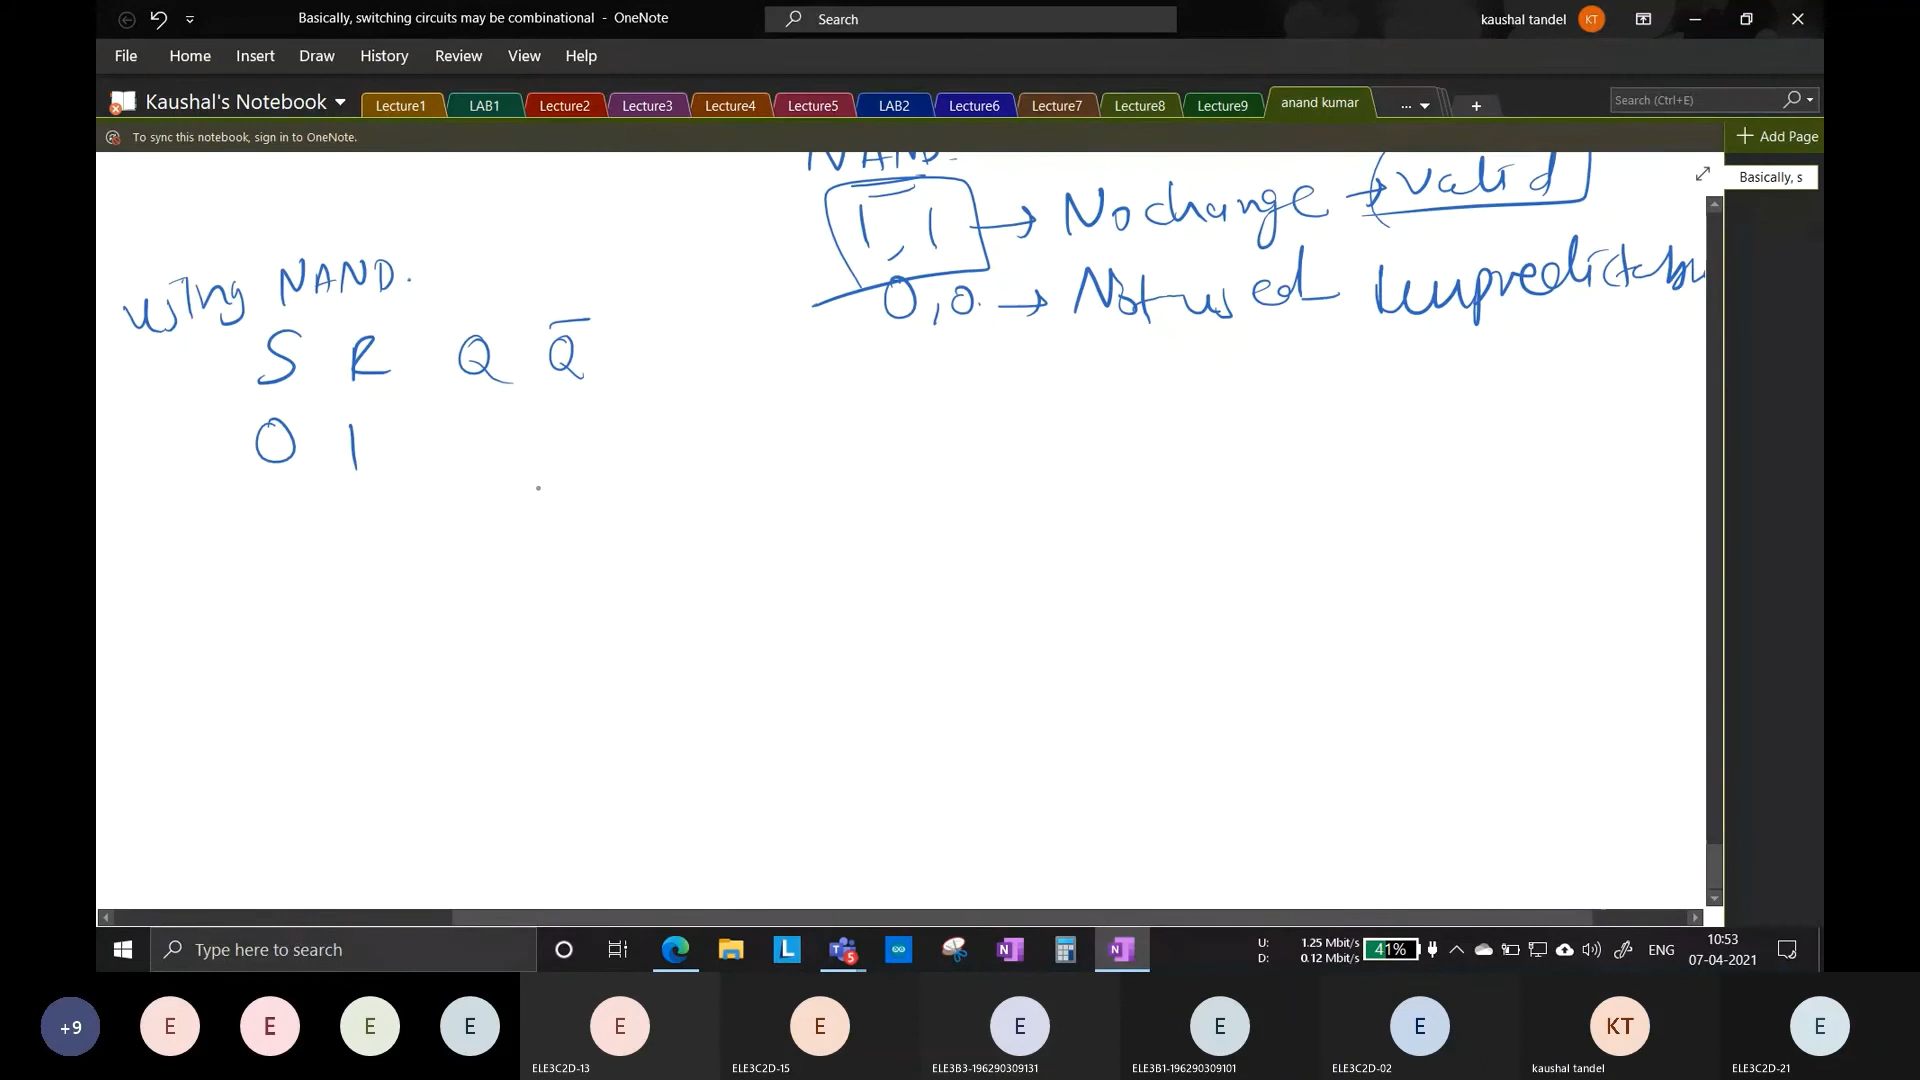 Basically, switching circuits may be combinational - OneNote
Search
kaushal tandel KT
File Home Insert Draw History Review View Help
Kaushal's Notebook Lecture1 LAB1 Lecture2 Lecture3 Lecture4 Lecture5 LAB2 Lecture6 Lecture7 Lecture8 Lecture9 anand kumar ... + Search (Ctrl+E)
To sync this notebook, sign in to OneNote.
Add Page
Basically, s
NAND.
1, 1 → No change → (valid)
0, 0. → Not used
using NAND.
S R Q Q̅
0 1
Type here to search
L
5
U: 1.25 Mbit/s
D: 0.12 Mbit/s
41%
ENG
10:53
07-04-2021
+9 E E E E E E E E E KT E
ELE3C2D-13 ELE3C2D-15 ELE3B3-196290309131 ELE3B1-196290309101 ELE3C2D-02 kaushal tandel ELE3C2D-21